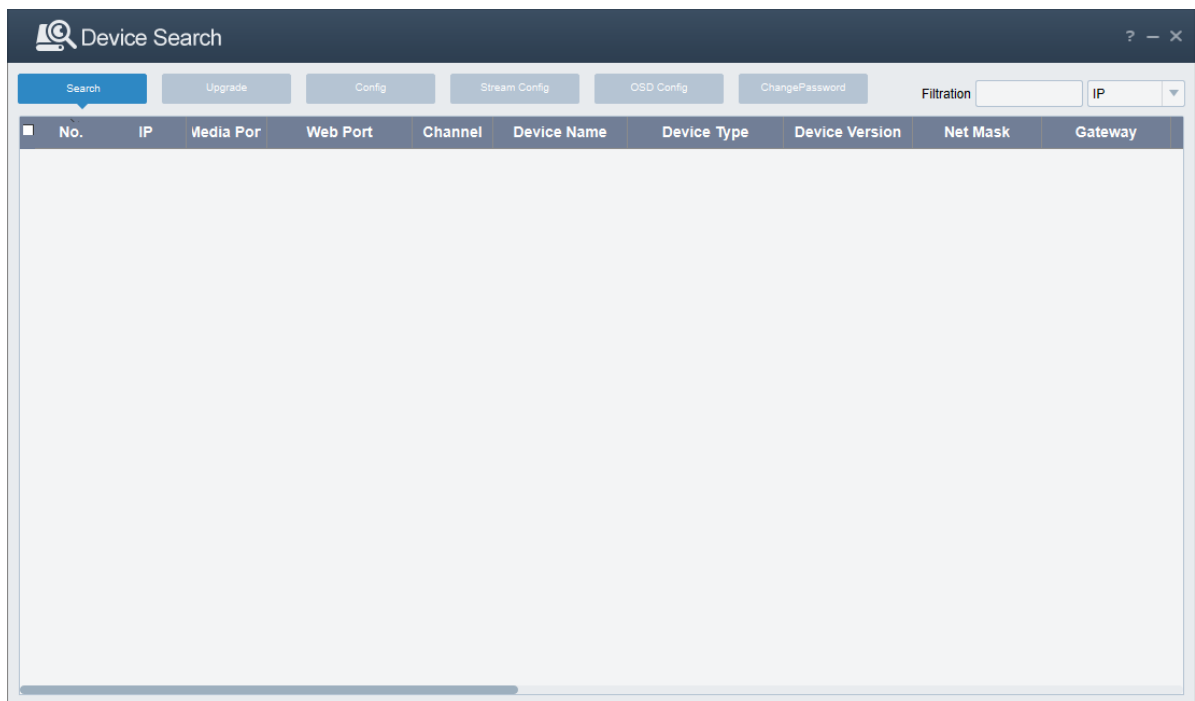 Device Search
Search Upgrade Config Stream Config OSD Config ChangePassword Filtration IP
No. IP Media Por Web Port Channel Device Name Device Type Device Version Net Mask Gateway